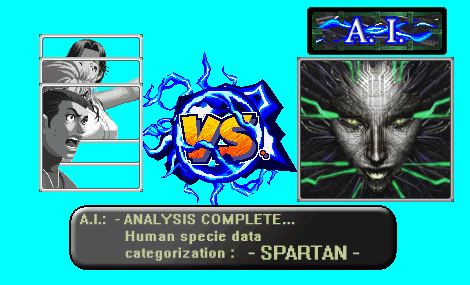 A. I.
VS.
A.I.: - ANALYSIS COMPLETE...
Human specie data
categorization : - SPARTAN -